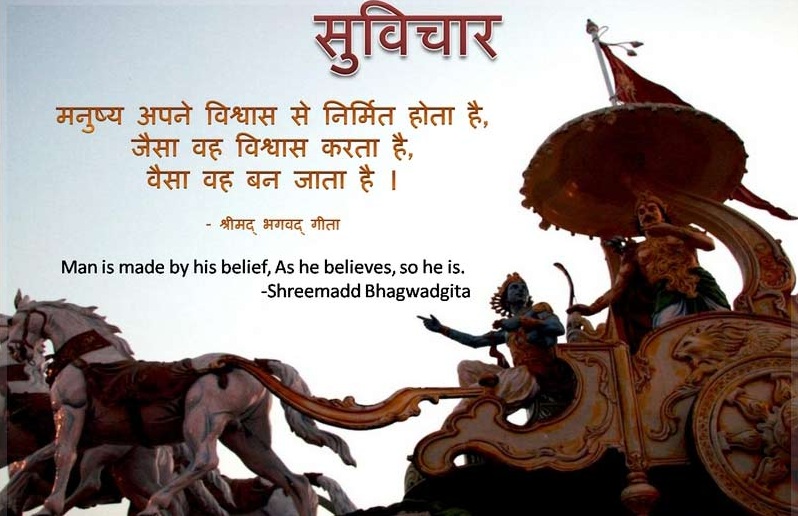 सुविचार
मनुष्य अपने विश्वास से निर्मित होता है,
जैसा वह विश्वास करता है,
वैसा वह बन जाता है ।
- श्रीमद् भगवद् गीता
Man is made by his belief, As he believes, so he is.
-Shreemadd Bhagwadgita